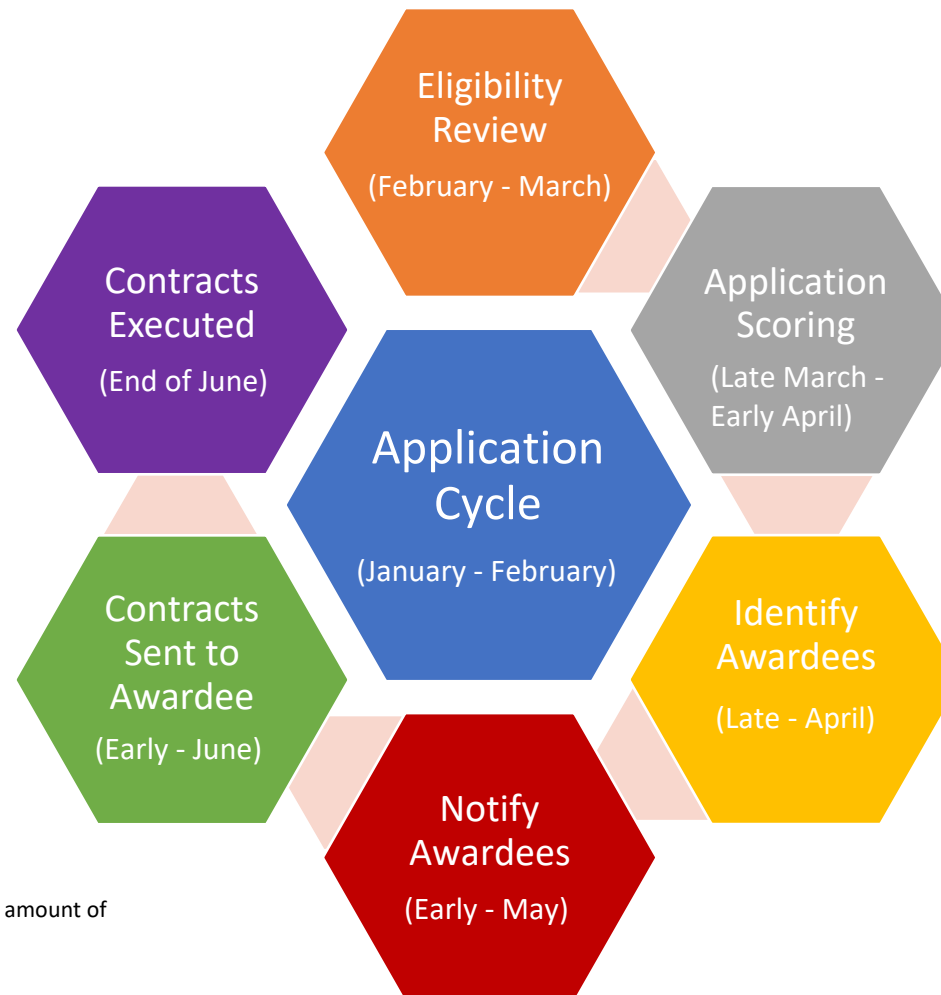 Eligibility
Review
(February - March)
Contracts
Executed
(End of June)
Application
Scoring
(Late March -
Early April)
Application
Cycle
(January - February)
Contracts
Sent to
Awardee
(Early - June)
Identify
Awardees
(Late - April)
Notify
Awardees
(Early - May)
amount of